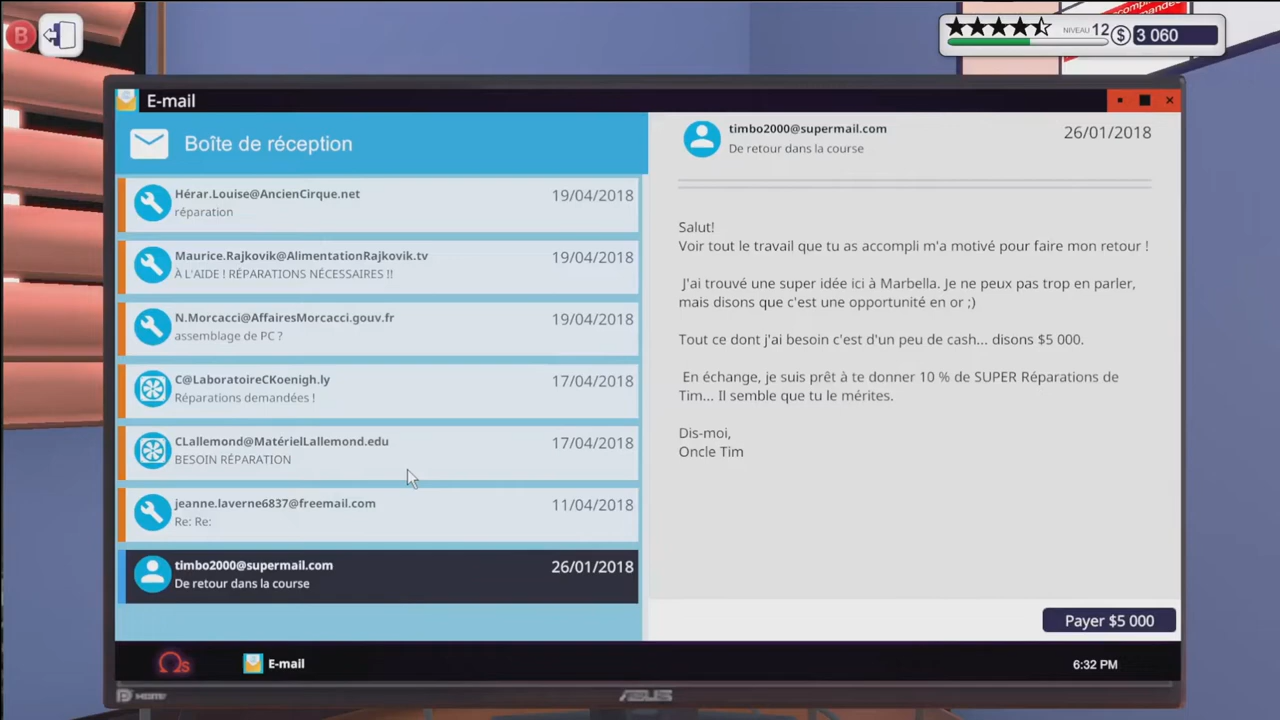 B
NIVEAU 12
$ 3 060
E-mail
Boîte de réception
Hérar.Louise@AncienCirque.net
19/04/2018
réparation
Maurice.Rajkovik@AlimentationRajkovik.tv
19/04/2018
À L'AIDE ! RÉPARATIONS NÉCESSAIRES !!
N.Morcacci@AffairesMorcacci.gouv.fr
19/04/2018
assemblage de PC ?
C@LaboratoireCKoenigh.ly
17/04/2018
Réparations demandées !
CLallemond@MatérielLallemond.edu
17/04/2018
BESOIN RÉPARATION
jeanne.laverne6837@freemail.com
11/04/2018
Re: Re:
timbo2000@supermail.com
26/01/2018
De retour dans la course
timbo2000@supermail.com
26/01/2018
De retour dans la course
Salut!
Voir tout le travail que tu as accompli m'a motivé pour faire mon retour !
J'ai trouvé une super idée ici à Marbella. Je ne peux pas trop en parler,
mais disons que c'est une opportunité en or ;)
Tout ce dont j'ai besoin c'est d'un peu de cash... disons $5 000.
En échange, je suis prêt à te donner 10 % de SUPER Réparations de
Tim... Il semble que tu le mérites.
Dis-moi,
Oncle Tim
Payer $5 000
Ωs
E-mail
6:32 PM
HDMI
ASUS